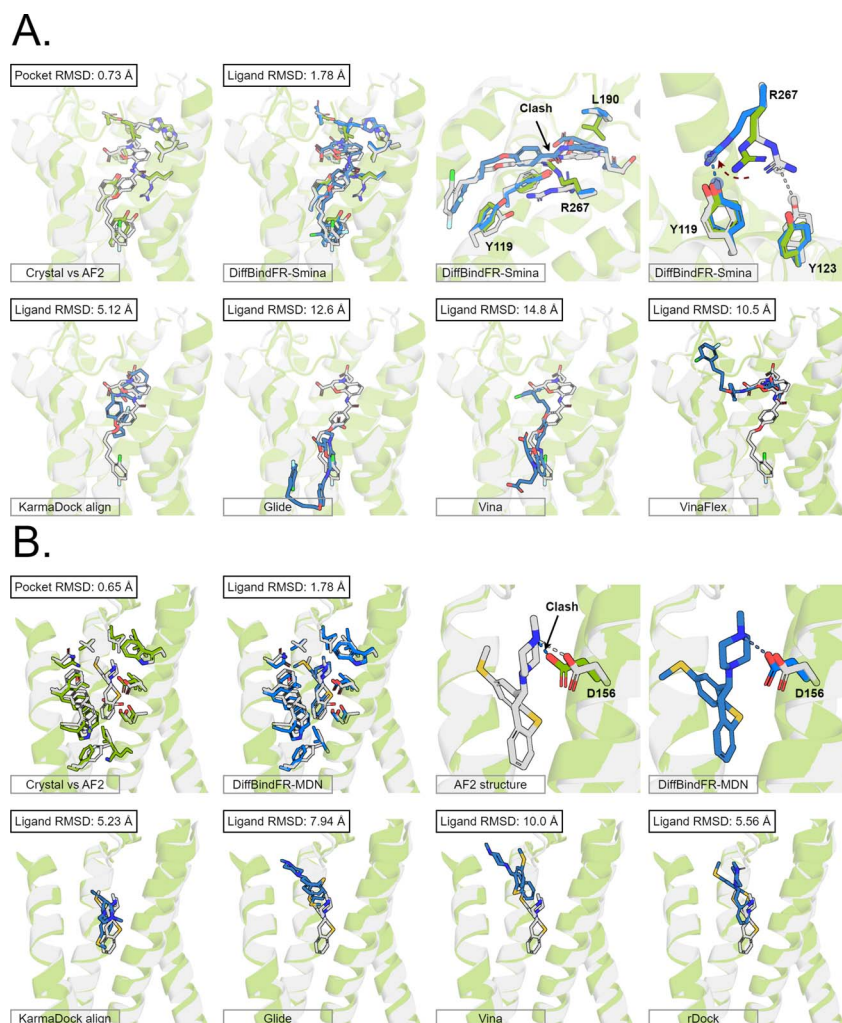 A.
Pocket RMSD: 0.73 Å
Ligand RMSD: 1.78 Å
Clash
L190
R267
Y119
R267
Y119
Y123
Crystal vs AF2
DiffBindFR-Smina
DiffBindFR-Smina
DiffBindFR-Smina
Ligand RMSD: 5.12 Å
Ligand RMSD: 12.6 Å
Ligand RMSD: 14.8 Å
Ligand RMSD: 10.5 Å
KarmaDock align
Glide
Vina
VinaFlex
B.
Pocket RMSD: 0.65 Å
Ligand RMSD: 1.78 Å
Clash
D156
D156
Crystal vs AF2
DiffBindFR-MDN
AF2 structure
DiffBindFR-MDN
Ligand RMSD: 5.23 Å
Ligand RMSD: 7.94 Å
Ligand RMSD: 10.0 Å
Ligand RMSD: 5.56 Å
KarmaDock align
Glide
Vina
rDock